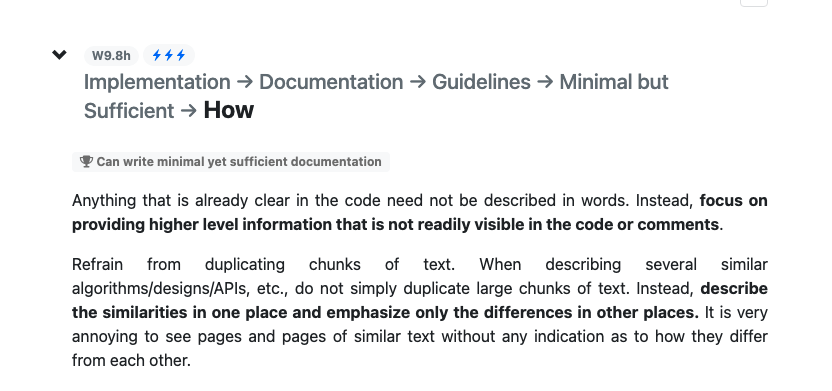 W9.8h
Implementation → Documentation → Guidelines → Minimal but
Sufficient → How
Can write minimal yet sufficient documentation
Anything that is already clear in the code need not be described in words. Instead, focus on
providing higher level information that is not readily visible in the code or comments.
Refrain from duplicating chunks of text. When describing several similar
algorithms/designs/APIs, etc., do not simply duplicate large chunks of text. Instead, describe
the similarities in one place and emphasize only the differences in other places. It is very
annoying to see pages and pages of similar text without any indication as to how they differ
from each other.